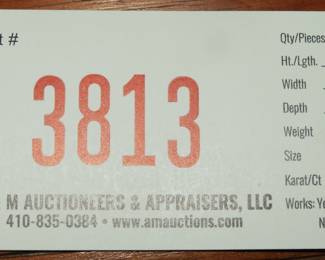 t #
3813
M AUCTIONEERS & APPRAISERS, LLC
410-835-0384 • www.amauctions.com
Qty/Pieces
Ht./Lgth.
Width
Depth
Weight
Size
Karat/Ct
Works: Ye
N